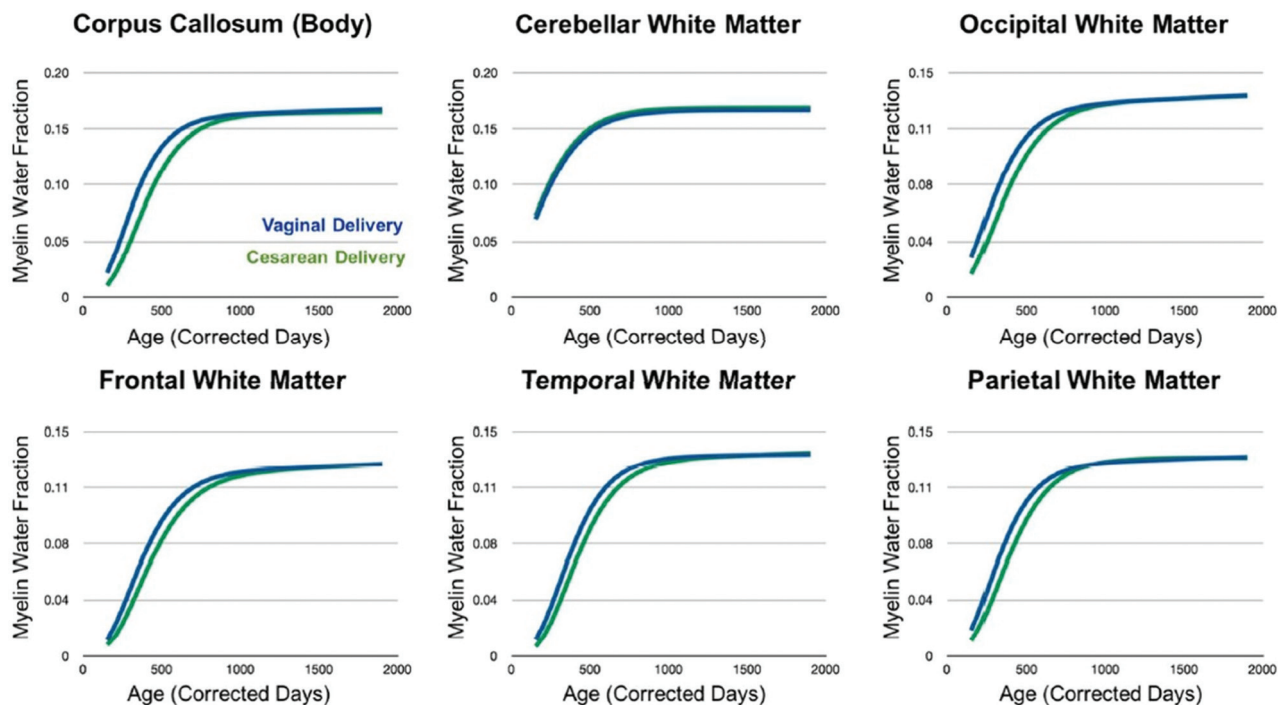 Corpus Callosum (Body)
Myelin Water Fraction
0.20
0.15
0.10
0.05
0
Vaginal Delivery
Cesarean Delivery
0 500 1000 1500 2000
Age (Corrected Days)
Cerebellar White Matter
Myelin Water Fraction
0.20
0.15
0.10
0.05
0
0 500 1000 1500 2000
Age (Corrected Days)
Occipital White Matter
Myelin Water Fraction
0.15
0.11
0.08
0.04
0
0 500 1000 1500 2000
Age (Corrected Days)
Frontal White Matter
Myelin Water Fraction
0.15
0.11
0.08
0.04
0
0 500 1000 1500 2000
Age (Corrected Days)
Temporal White Matter
Myelin Water Fraction
0.15
0.11
0.08
0.04
0
0 500 1000 1500 2000
Age (Corrected Days)
Parietal White Matter
Myelin Water Fraction
0.15
0.11
0.08
0.04
0
0 500 1000 1500 2000
Age (Corrected Days)